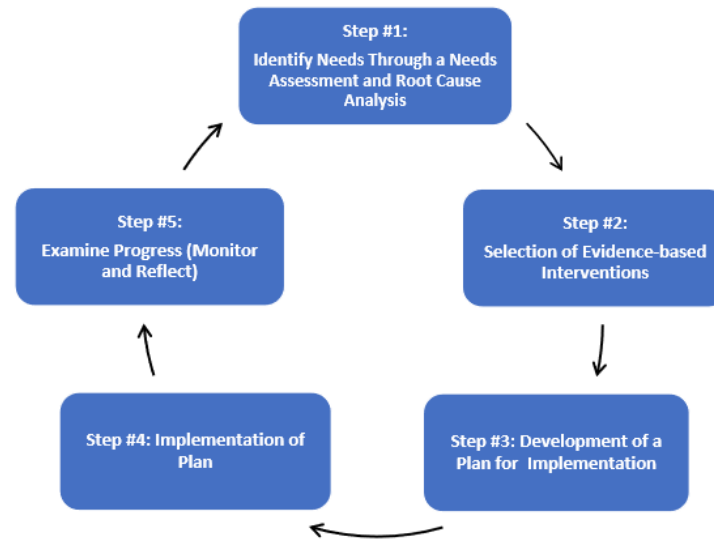 Step #1:
Identify Needs Through a Needs
Assessment and Root Cause
Analysis
Step #2:
Selection of Evidence-based
Interventions
Step #3: Development of a
Plan for Implementation
Step #4: Implementation of
Plan
Step #5:
Examine Progress (Monitor
and Reflect)